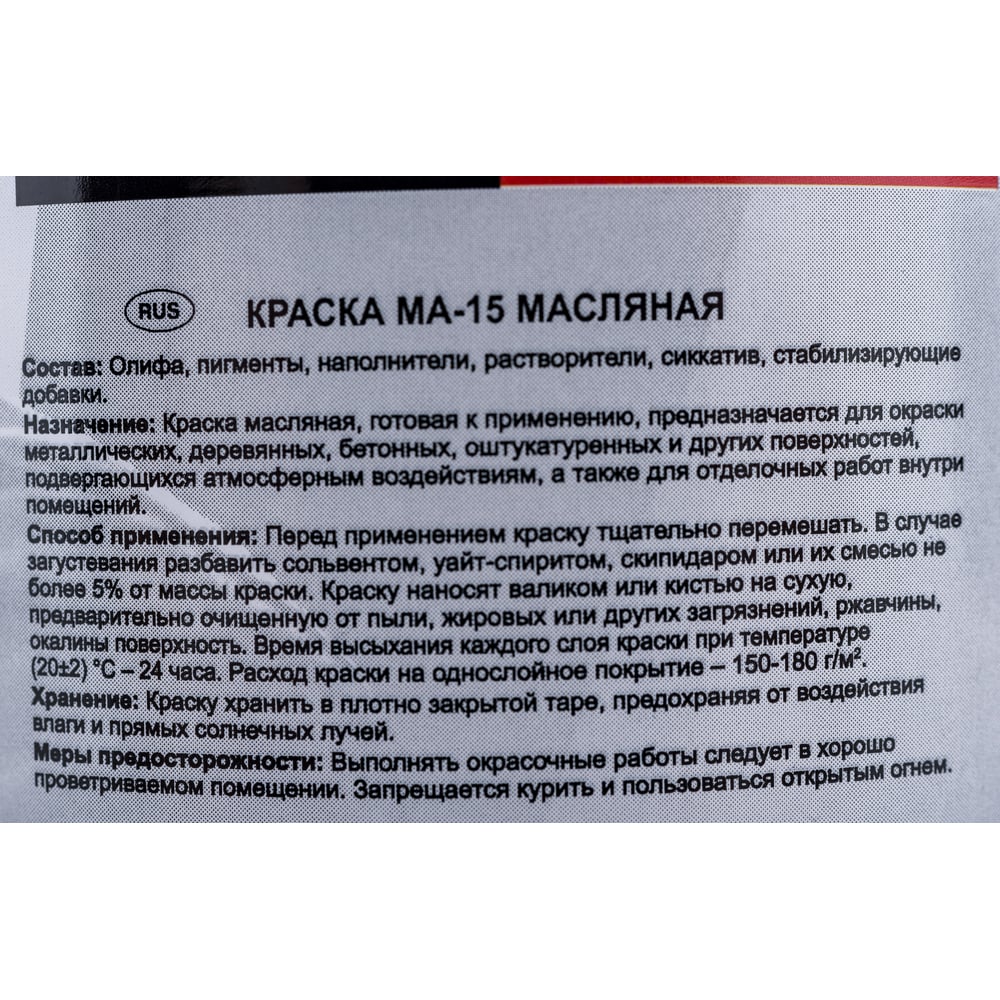 RUS
КРАСКА МА-15 МАСЛЯНАЯ
Состав: Олифа, пигменты, наполнители, растворители, сиккатив, стабилизирующие
добавки.
Назначение: Краска масляная, готовая к применению, предназначается для окраски
металлических, деревянных, бетонных, оштукатуренных и других поверхностей,
подвергающихся атмосферным воздействиям, а также для отделочных работ внутри
помещений.
Способ применения: Перед применением краску тщательно перемешать. В случае
загустевания разбавить сольвентом, уайт-спиритом, скипидаром или их смесью не
более 5% от массы краски. Краску наносят валиком или кистью на сухую,
предварительно очищенную от пыли, жировых или других загрязнений, ржавчины,
окалины поверхность. Время высыхания каждого слоя краски при температуре
(20±2) °С – 24 часа. Расход краски на однослойное покрытие – 150-180 г/м².
Хранение: Краску хранить в плотно закрытой таре, предохраняя от воздействия
влаги и прямых солнечных лучей.
Меры предосторожности: Выполнять окрасочные работы следует в хорошо
проветриваемом помещении. Запрещается курить и пользоваться открытым огнем.